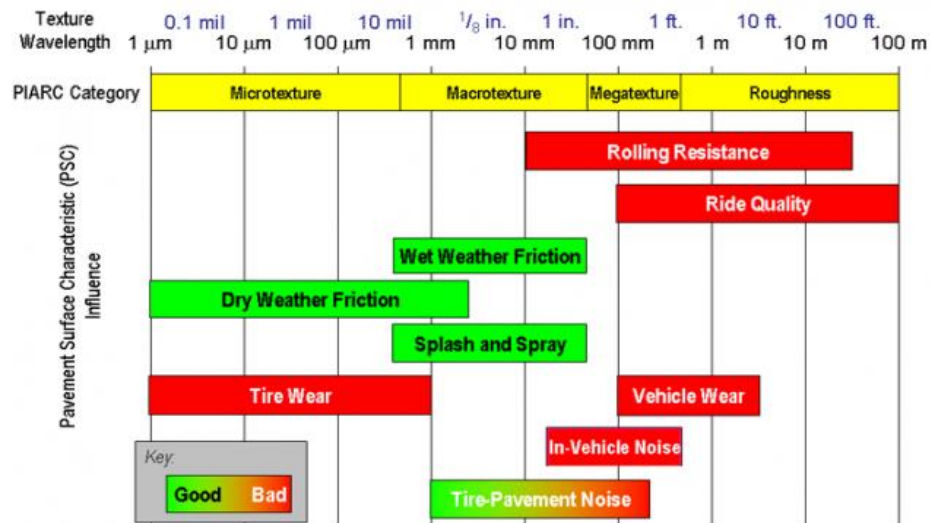 Texture 0.1 mil 1 mil 10 mil 1/8 in. 1 in. 1 ft. 10 ft. 100 ft.
Wavelength 1 µm 10 µm 100 µm 1 mm 10 mm 100 mm 1 m 10 m 100 m
PIARC Category Microtexture Macrotexture Megatexture Roughness
Pavement Surface Characteristic (PSC)
Influence
Rolling Resistance
Ride Quality
Wet Weather Friction
Dry Weather Friction
Splash and Spray
Tire Wear Vehicle Wear
In-Vehicle Noise
Key:
Good Bad
Tire-Pavement Noise